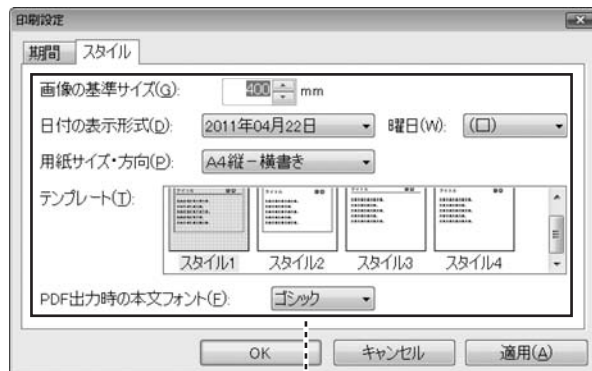 印刷設定
期間 スタイル
画像の基準サイズ(G): 400 mm
日付の表示形式(D): 2011年04月22日 曜日(W): (□)
用紙サイズ・方向(P): A4縦-横書き
テンプレート(T):
スタイル1 スタイル2 スタイル3 スタイル4
PDF出力時の本文フォント(F): ゴシック
OK キャンセル 適用(A)